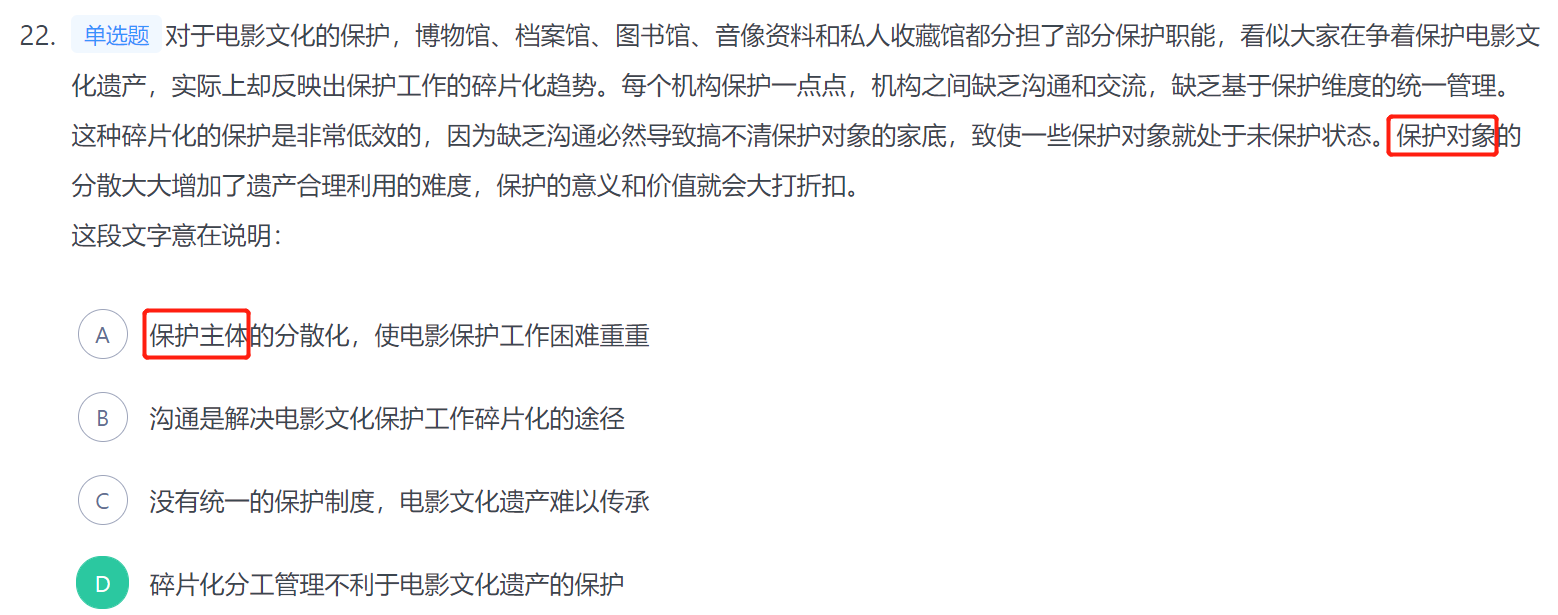 22. 单选题 对于电影文化的保护，博物馆、档案馆、图书馆、音像资料和私人收藏馆都分担了部分保护职能，看似大家在争着保护电影文
化遗产，实际上却反映出保护工作的碎片化趋势。每个机构保护一点点，机构之间缺乏沟通和交流，缺乏基于保护维度的统一管理。
这种碎片化的保护是非常低效的，因为缺乏沟通必然导致搞不清保护对象的家底，致使一些保护对象就处于未保护状态。保护对象的
分散大大增加了遗产合理利用的难度，保护的意义和价值就会大打折扣。
这段文字意在说明：
A 保护主体的分散化，使电影保护工作困难重重
B 沟通是解决电影文化保护工作碎片化的途径
C 没有统一的保护制度，电影文化遗产难以传承
D 碎片化分工管理不利于电影文化遗产的保护